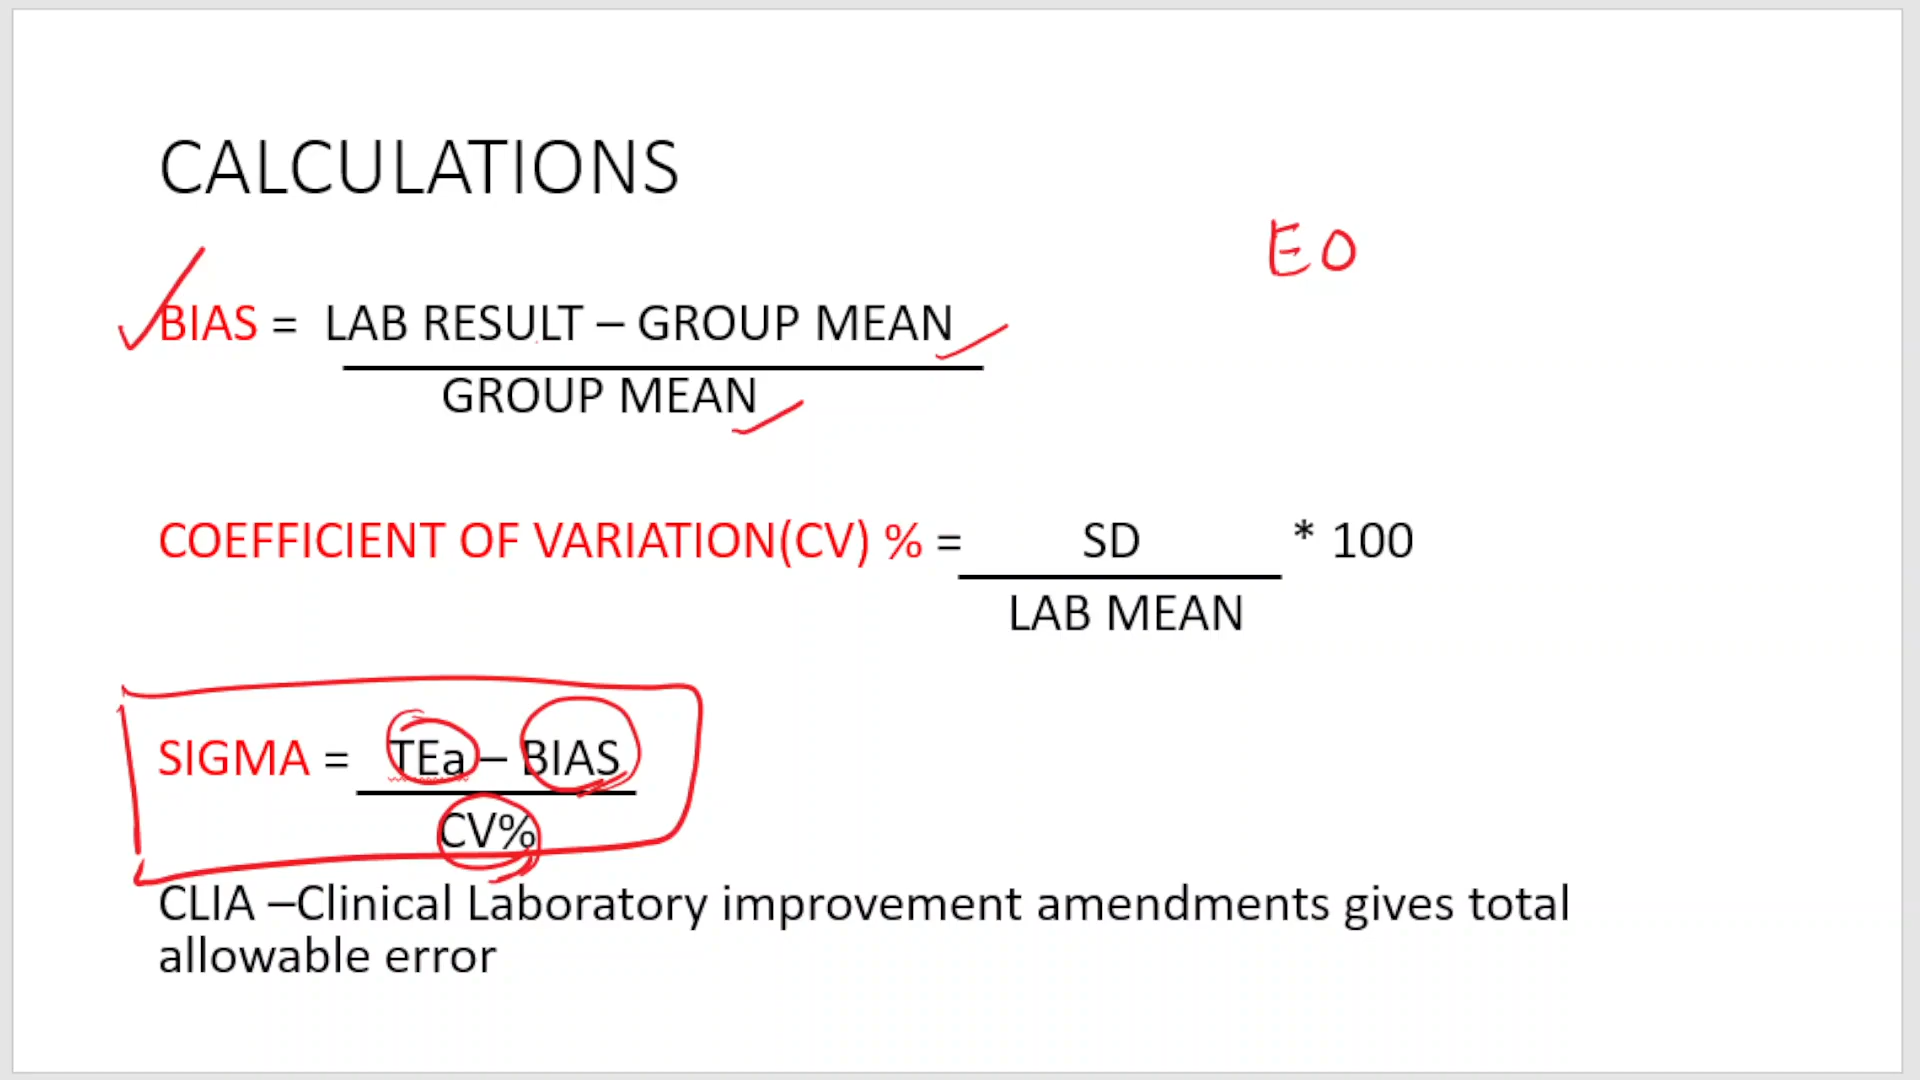 CALCULATIONS
EO
BIAS = LAB RESULT – GROUP MEAN
GROUP MEAN
COEFFICIENT OF VARIATION(CV) % = SD * 100
LAB MEAN
SIGMA = TEa – BIAS
CV%
CLIA –Clinical Laboratory improvement amendments gives total
allowable error